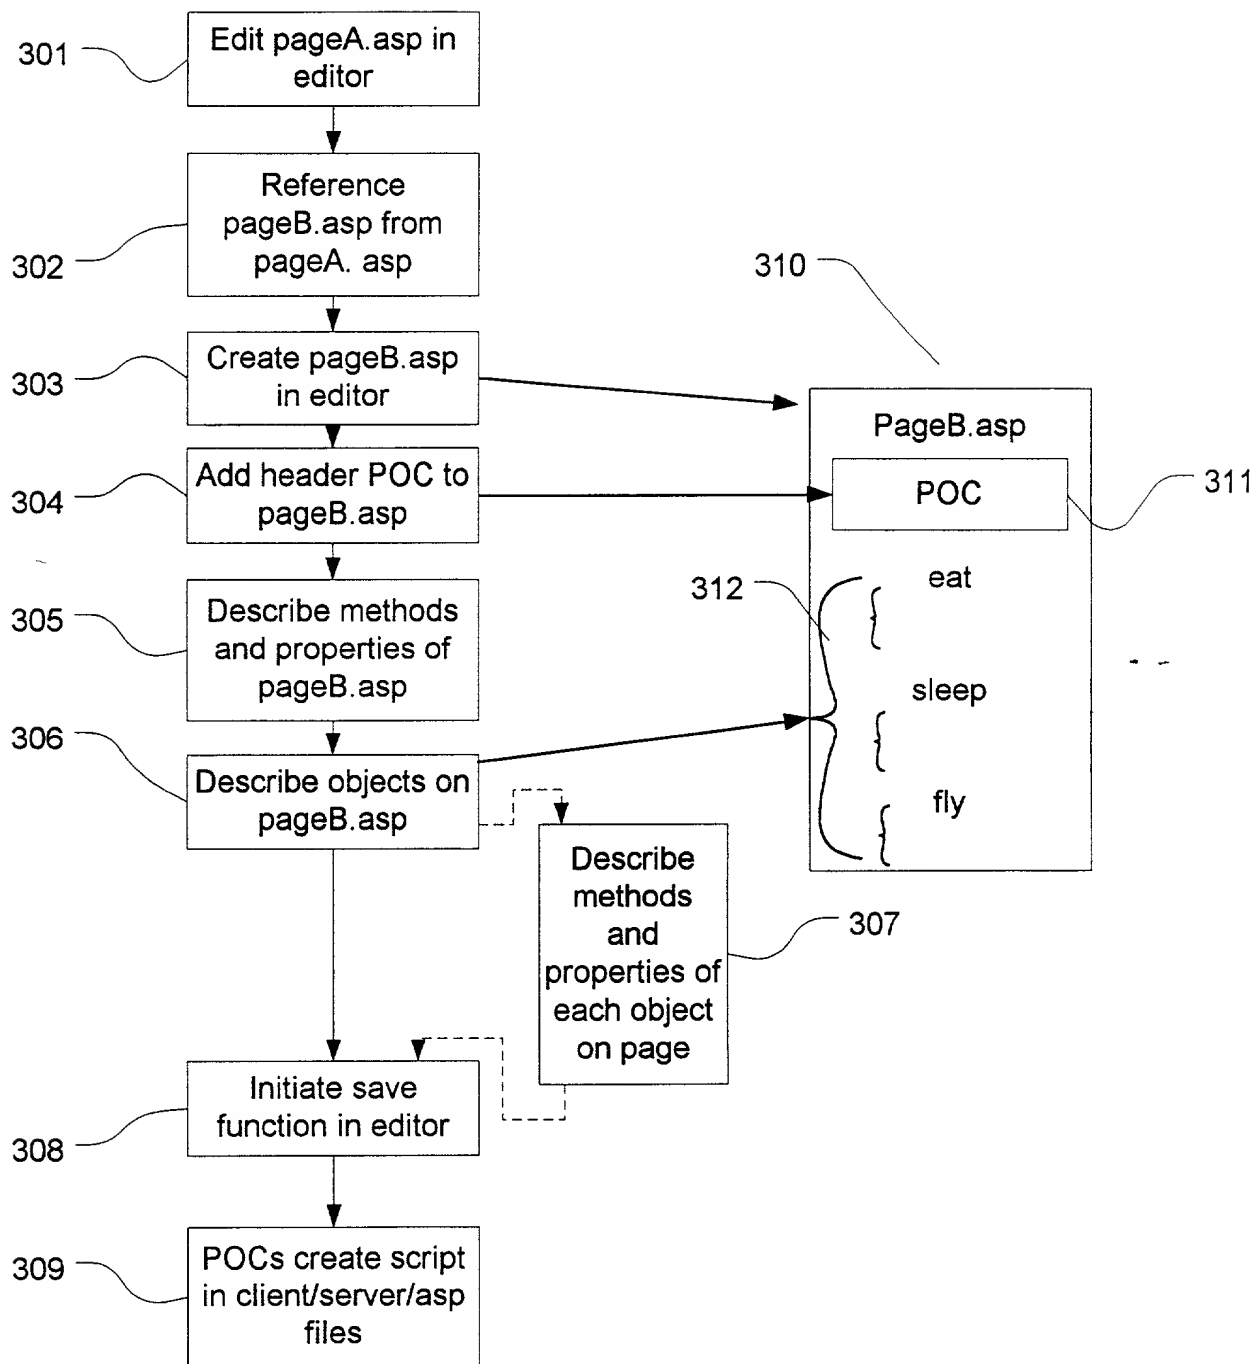 301
Edit pageA.asp in
editor
302
Reference
pageB.asp from
pageA. asp
303
Create pageB.asp
in editor
304
Add header POC to
pageB.asp
305
Describe methods
and properties of
pageB.asp
306
Describe objects on
pageB.asp
307
Describe
methods
and
properties of
each object
on page
308
Initiate save
function in editor
309
POCs create script
in client/server/asp
files
310
PageB.asp
POC
311
312
eat
{
sleep
{
fly
{